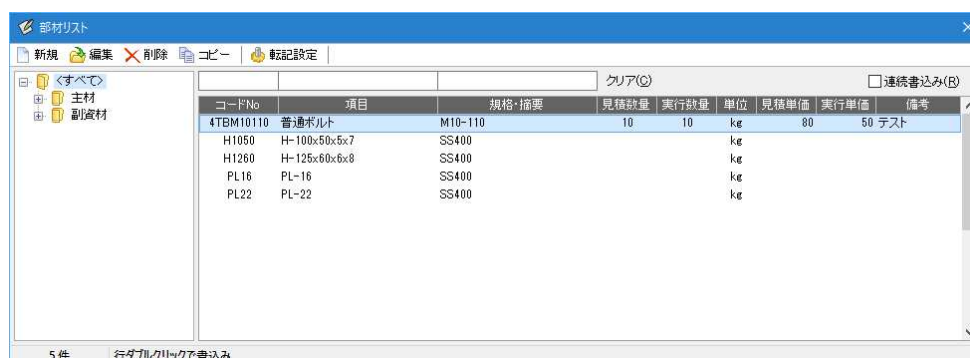 部材リスト
新規 編集 削除 コピー 転記設定
<すべて>
主材
副資材
クリア(C) 連続書込み(R)
コードNo 項目 規格・摘要 見積数量 実行数量 単位 見積単価 実行単価 備考
4TBM10110 普通ボルト M10-110 10 10 kg 80 50 テスト
H1050 H-100x50x5x7 SS400 kg
H1260 H-125x60x6x8 SS400 kg
PL16 PL-16 SS400 kg
PL22 PL-22 SS400 kg
5件 行ダブルクリックで書込み